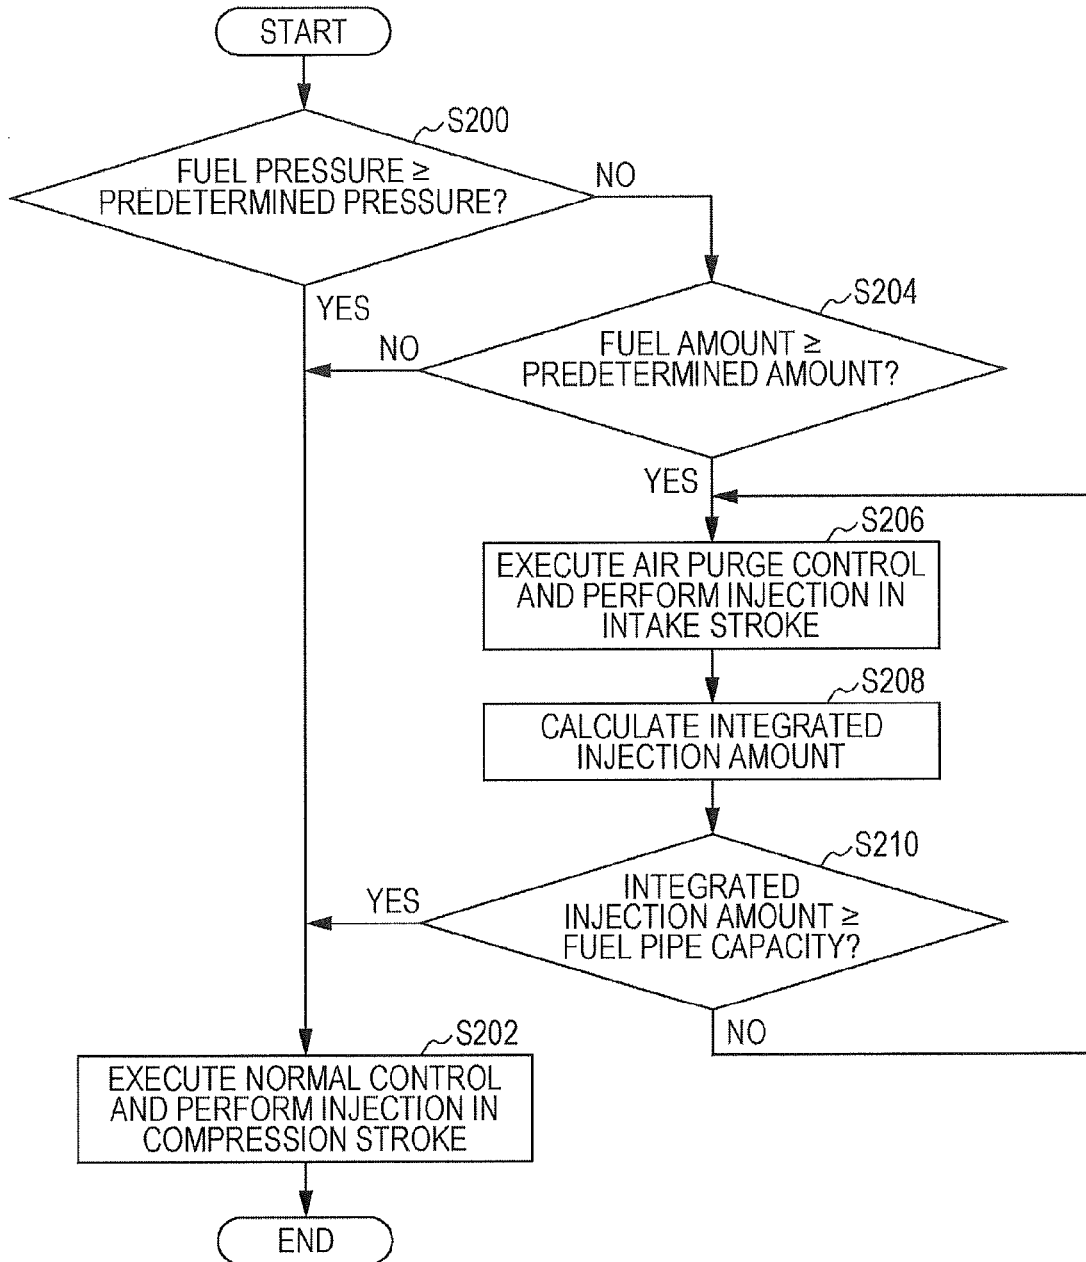 START
S200
FUEL PRESSURE ≥
PREDETERMINED PRESSURE?
NO
YES
S204
FUEL AMOUNT ≥
PREDETERMINED AMOUNT?
NO
YES
S206
EXECUTE AIR PURGE CONTROL
AND PERFORM INJECTION IN
INTAKE STROKE
S208
CALCULATE INTEGRATED
INJECTION AMOUNT
S210
INTEGRATED
INJECTION AMOUNT ≥
FUEL PIPE CAPACITY?
YES
NO
S202
EXECUTE NORMAL CONTROL
AND PERFORM INJECTION IN
COMPRESSION STROKE
END